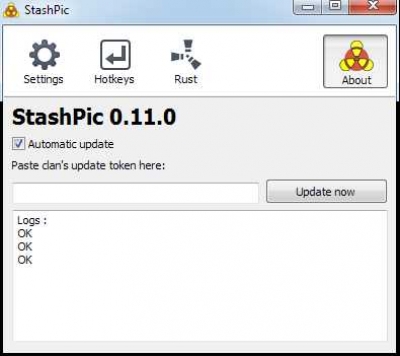 StashPic
Settings
Hotkeys
Rust
About
StashPic 0.11.0
Automatic update
Paste clan's update token here:
Update now
Logs :
OK
OK
OK